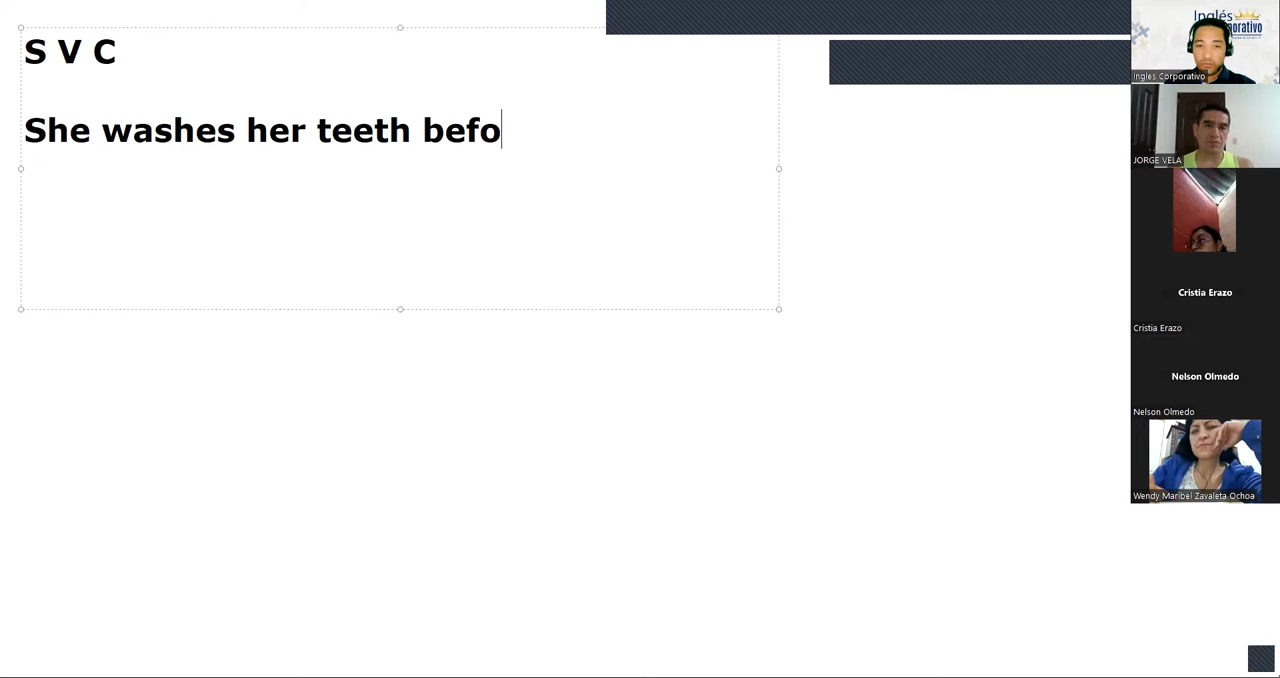 S V C
She washes her teeth befo
Inglés
Ingles Corporativo
JORGE VELA
Cristia Erazo
Cristia Erazo
Nelson Olmedo
Nelson Olmedo
Wendy Maribel Zavaleta Ochoa